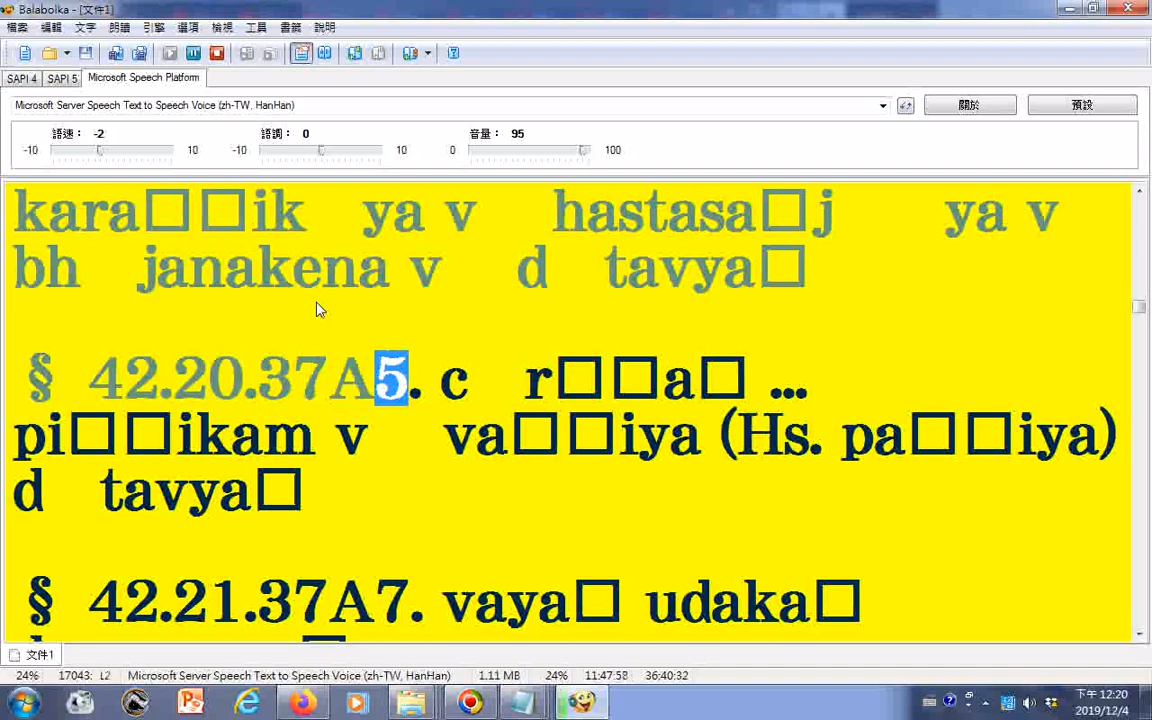 Balabolka - [文件1]
檔案 編輯 文字 朗讀 引擎 選項 檢視 工具 書籤 說明
SAPI 4 SAPI 5 Microsoft Speech Platform
Microsoft Server Speech Text to Speech Voice (zh-TW, HanHan) 關於 預設
語速: -2 語調: 0 音量: 95
-10 10 -10 10 0 100
kara□□ik ya v hastasa□j ya v
bh janakena v d tavya□
§ 42.20.37A5. c r□□a□ ...
pi□□ikam v va□□iya (Hs. pa□□iya)
d tavya□
§ 42.21.37A7. vaya□ udaka□
文件1
24% 17043: 12 Microsoft Server Speech Text to Speech Voice (zh-TW, HanHan) 1.11 MB 24% 11:47:58 36:40:32
下午 12:20
2019/12/4